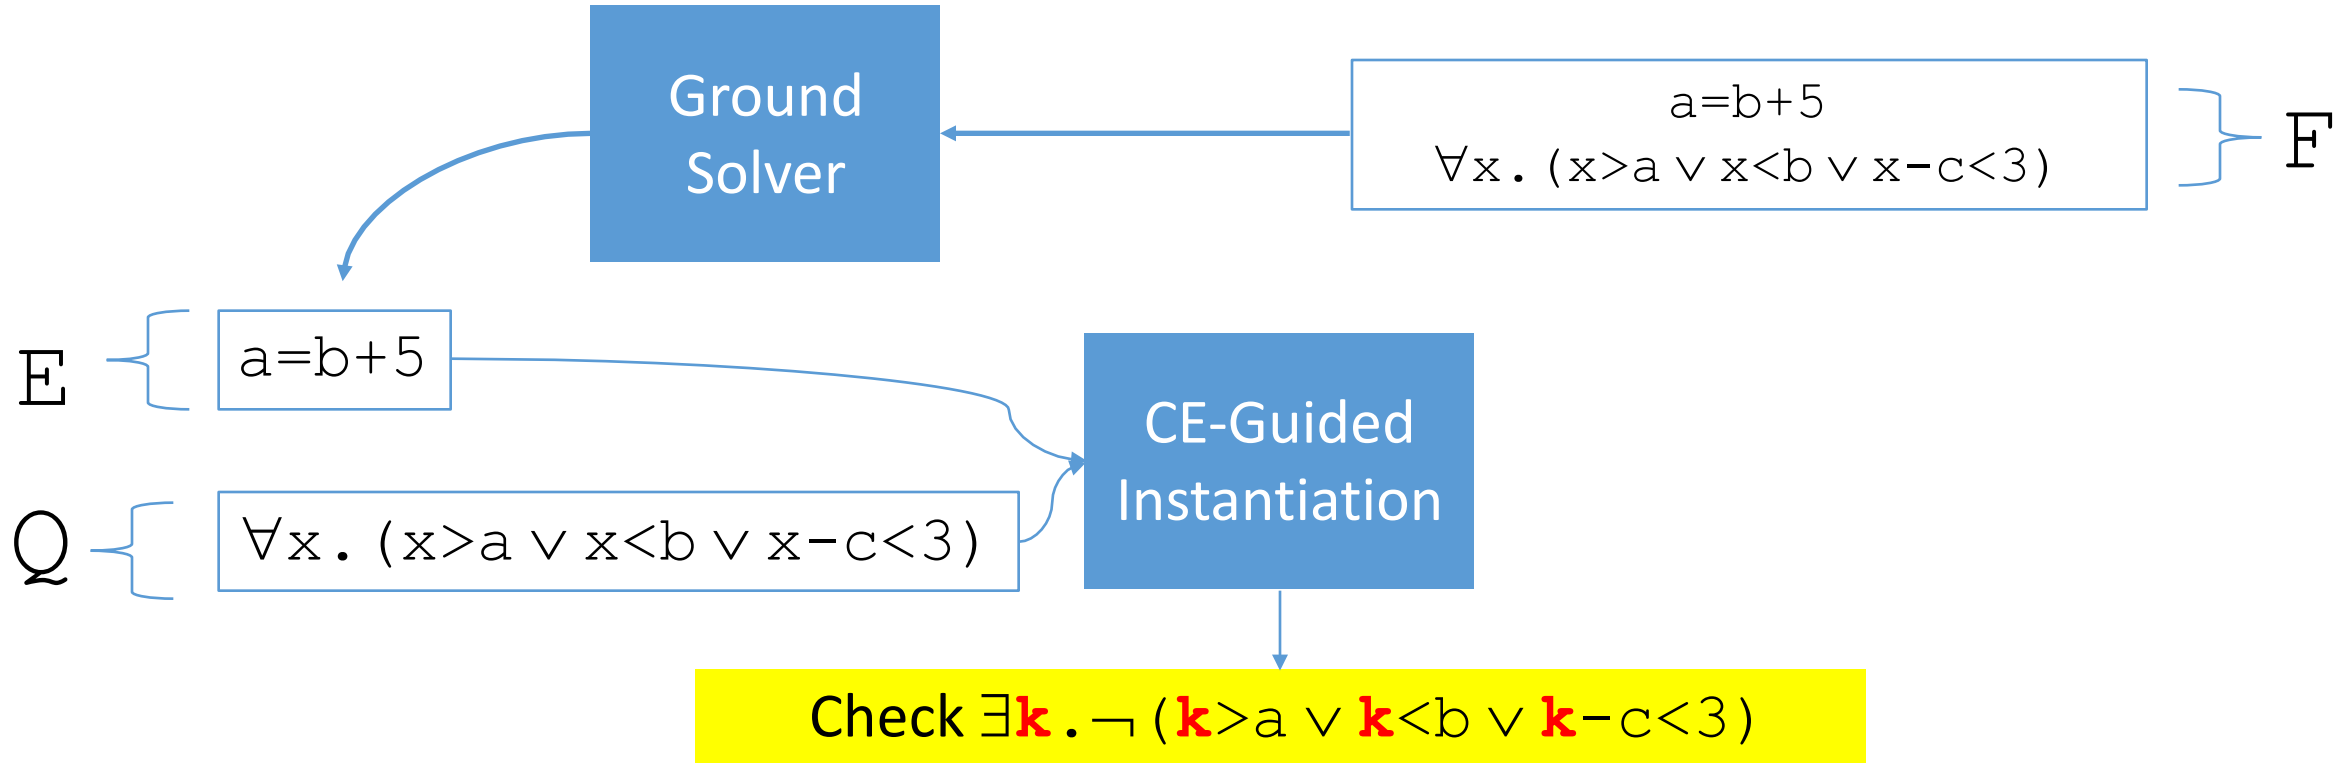 Ground
Solver
a=b+5
∀x.(x>a ∨ x<b ∨ x-c<3)
F
E
a=b+5
CE-Guided
Instantiation
Q
∀x.(x>a ∨ x<b ∨ x-c<3)
Check ∃k.¬(k>a ∨ k<b ∨ k-c<3)